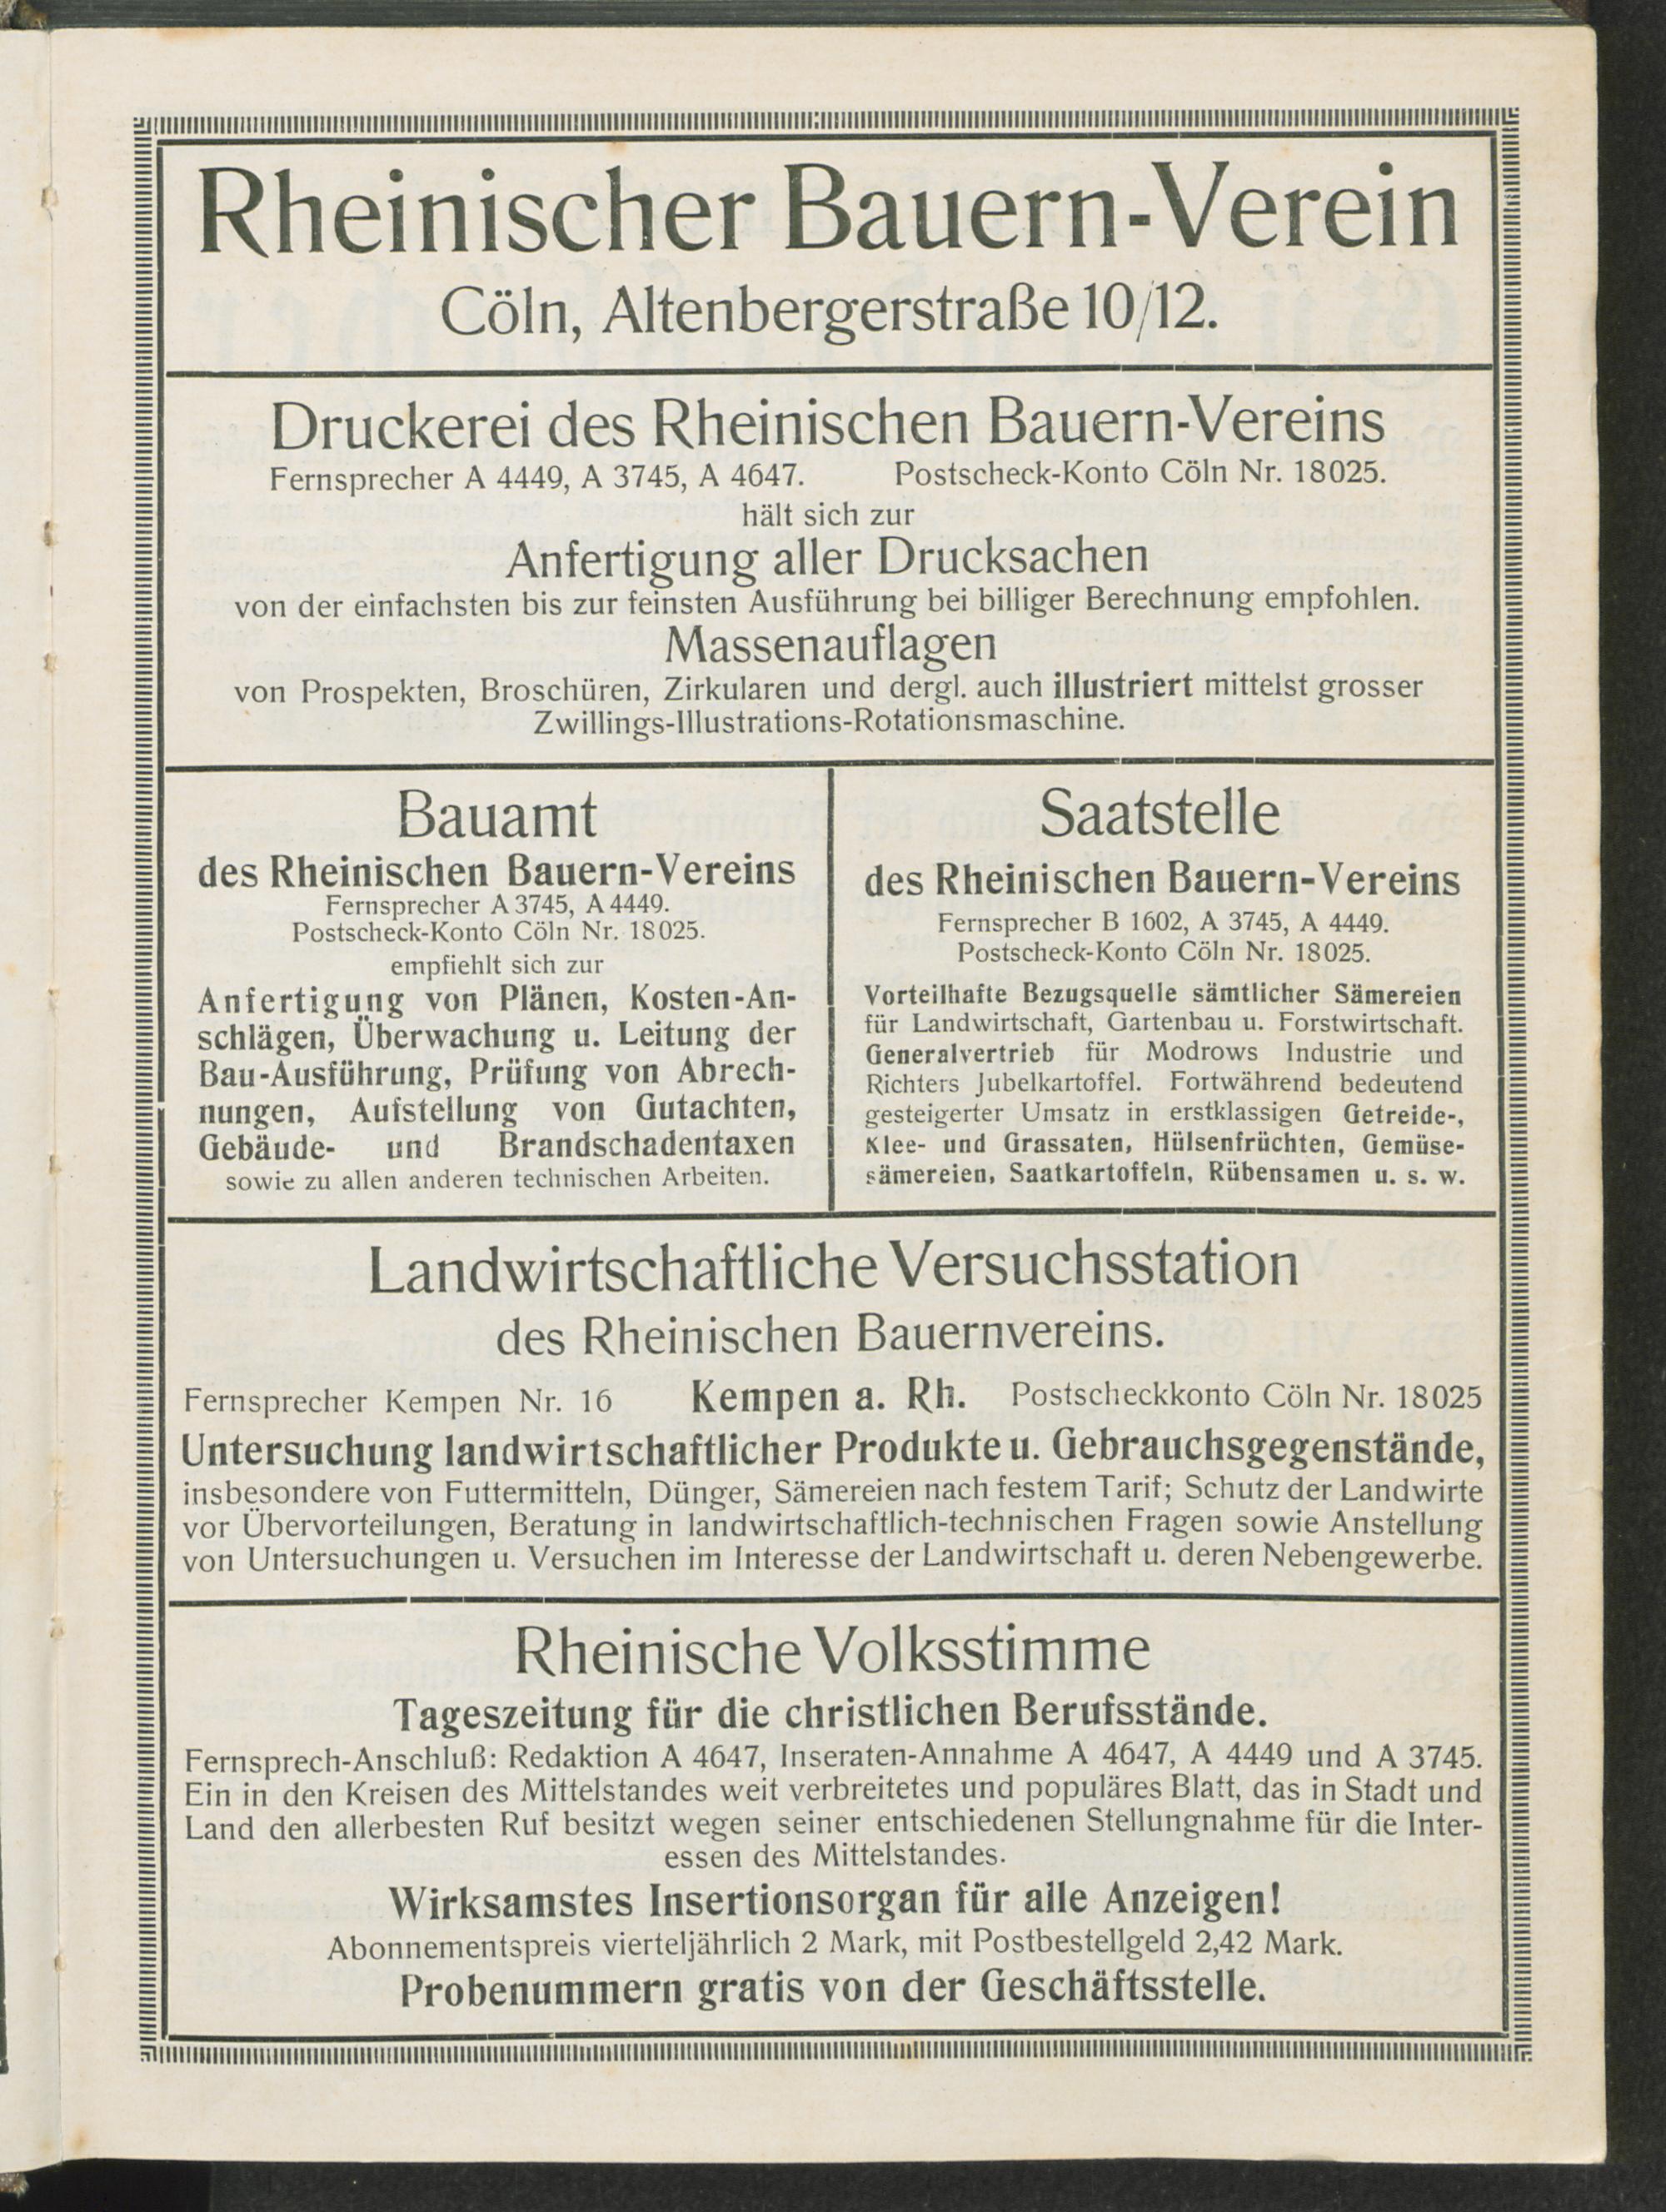 Rheinischer Bauern-Verein
Cöln, Altenbergerstraße 10/12.
Druckerei des Rheinischen Bauern-Vereins
Fernsprecher A 4449, A 3745, A 4647. Postscheck-Konto Cöln Nr. 18025.
hält sich zur
Anfertigung aller Drucksachen
von der einfachsten bis zur feinsten Ausführung bei billiger Berechnung empfohlen.
Massenauflagen
von Prospekten, Broschüren, Zirkularen und dergl. auch illustriert mittelst grosser
Zwillings-Illustrations-Rotationsmaschine.
Bauamt
des Rheinischen Bauern-Vereins
Fernsprecher A 3745, A 4449.
Postscheck-Konto Cöln Nr. 18025.
empfiehlt sich zur
Anfertigung von Plänen, Kosten-An-
schlägen, Überwachung u. Leitung der
Bau-Ausführung, Prüfung von Abrech-
nungen, Aufstellung von Gutachten,
Gebäude- und Brandschadentaxen
sowie zu allen anderen technischen Arbeiten.
Saatstelle
des Rheinischen Bauern-Vereins
Fernsprecher B 1602, A 3745, A 4449.
Postscheck-Konto Cöln Nr. 18025.
Vorteilhafte Bezugsquelle sämtlicher Sämereien
für Landwirtschaft, Gartenbau u. Forstwirtschaft.
Generalvertrieb für Modrows Industrie und
Richters Jubelkartoffel. Fortwährend bedeutend
gesteigerter Umsatz in erstklassigen Getreide-,
Klee- und Grassaten, Hülsenfrüchten, Gemüse-
sämereien, Saatkartoffeln, Rübensamen u. s. w.
Landwirtschaftliche Versuchsstation
des Rheinischen Bauernvereins.
Fernsprecher Kempen Nr. 16 Kempen a. Rh. Postscheckkonto Cöln Nr. 18025
Untersuchung landwirtschaftlicher Produkte u. Gebrauchsgegenstände,
insbesondere von Futtermitteln, Dünger, Sämereien nach festem Tarif; Schutz der Landwirte
vor Übervorteilungen, Beratung in landwirtschaftlich-technischen Fragen sowie Anstellung
von Untersuchungen u. Versuchen im Interesse der Landwirtschaft u. deren Nebengewerbe.
Rheinische Volksstimme
Tageszeitung für die christlichen Berufsstände.
Fernsprech-Anschluß: Redaktion A 4647, Inseraten-Annahme A 4647, A 4449 und A 3745.
Ein in den Kreisen des Mittelstandes weit verbreitetes und populäres Blatt, das in Stadt und
Land den allerbesten Ruf besitzt wegen seiner entschiedenen Stellungnahme für die Inter-
essen des Mittelstandes.
Wirksamstes Insertionsorgan für alle Anzeigen!
Abonnementspreis vierteljährlich 2 Mark, mit Postbestellgeld 2,42 Mark.
Probenummern gratis von der Geschäftsstelle.